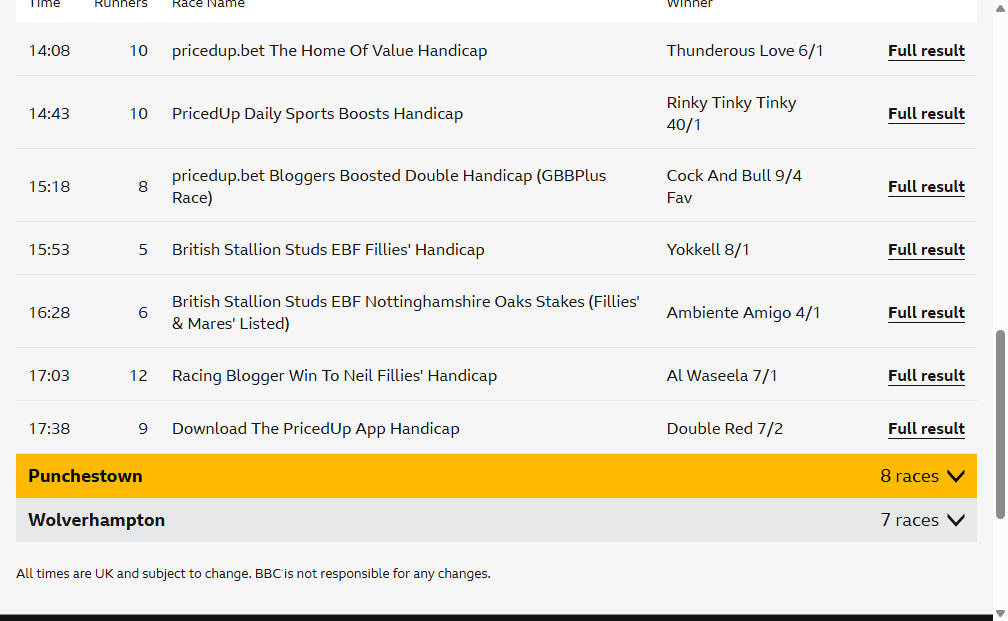 Time Runners Race Name Winner
14:08 10 pricedup.bet The Home Of Value Handicap Thunderous Love 6/1 Full result
14:43 10 PricedUp Daily Sports Boosts Handicap Rinky Tinky Tinky
40/1 Full result
15:18 8 pricedup.bet Bloggers Boosted Double Handicap (GBBPlus
Race) Cock And Bull 9/4
Fav Full result
15:53 5 British Stallion Studs EBF Fillies' Handicap Yokkell 8/1 Full result
16:28 6 British Stallion Studs EBF Nottinghamshire Oaks Stakes (Fillies'
& Mares' Listed) Ambiente Amigo 4/1 Full result
17:03 12 Racing Blogger Win To Neil Fillies' Handicap Al Waseela 7/1 Full result
17:38 9 Download The PricedUp App Handicap Double Red 7/2 Full result
Punchestown 8 races
Wolverhampton 7 races
All times are UK and subject to change. BBC is not responsible for any changes.